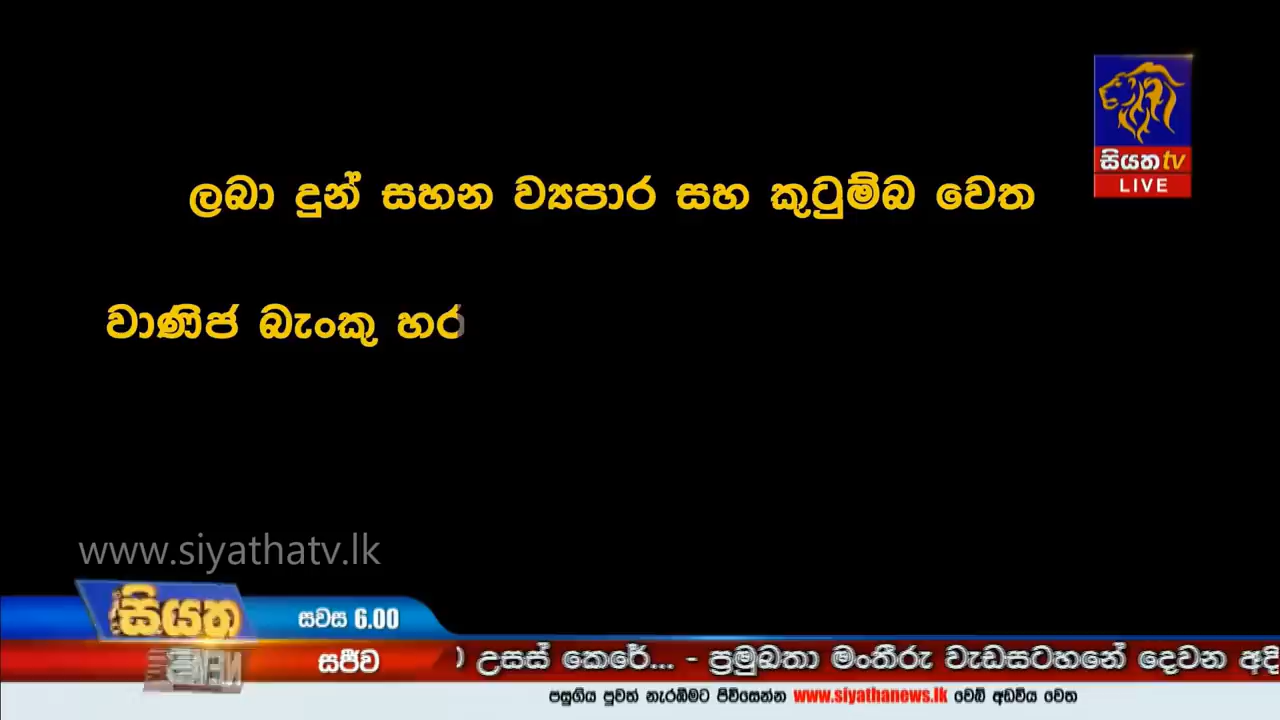 ලබා දුන් සහන ව්‍යපාර සහ කුටුම්බ වෙත
සියත tv
LIVE
වාණිජ බැංකු හර
www.siyathatv.lk
සියත
සවස 6.00
සජීව
උසස් කෙරේ... - ප්‍රමුඛතා මංතීරු වැඩසටහනේ දෙවන අදි
පසුගිය පුවත් නැරඹීමට පිවිසෙන්න www.siyathanews.lk වෙබ් අඩවිය වෙත